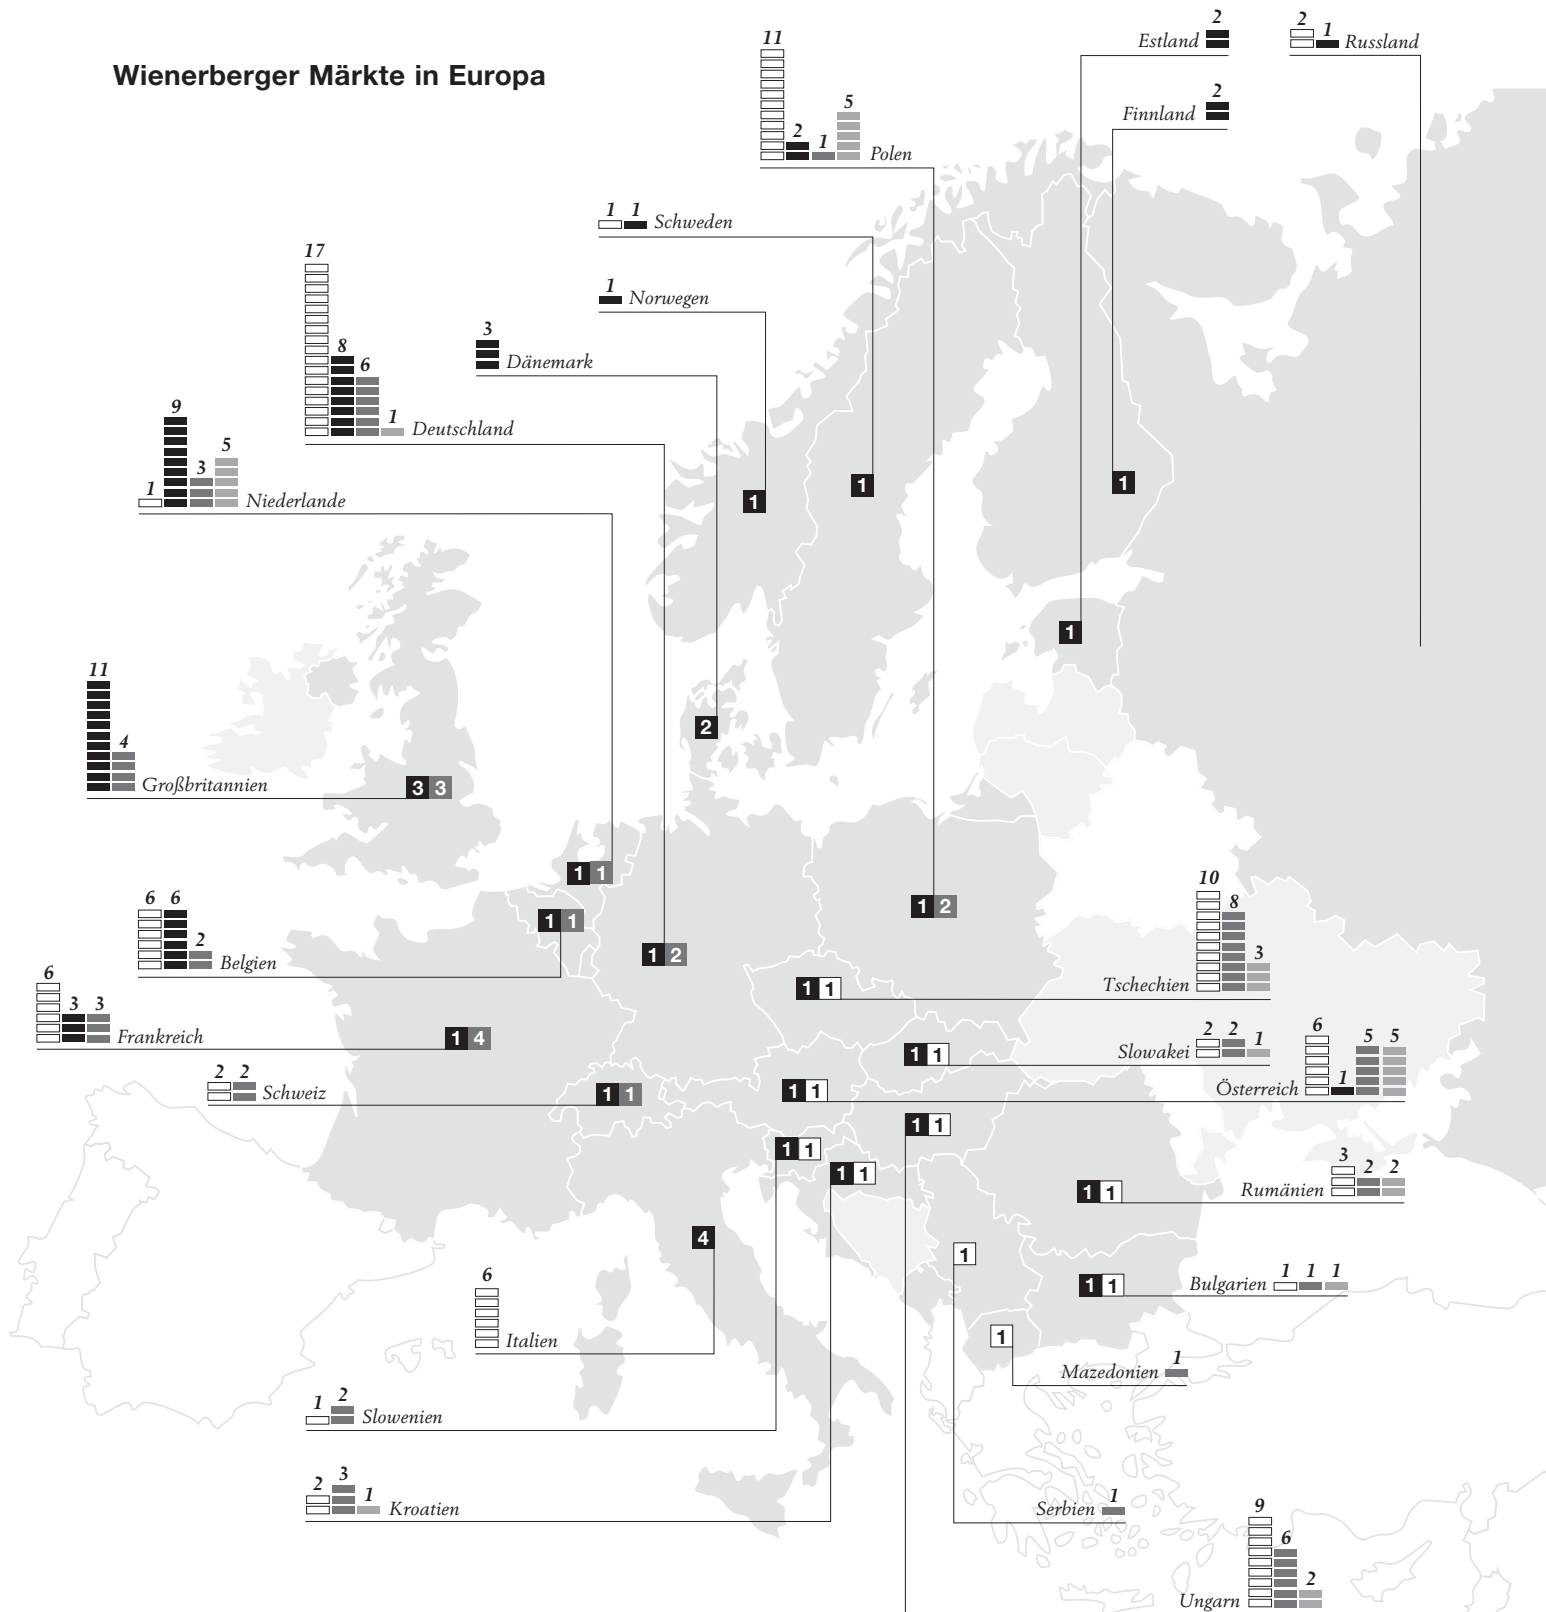 Wienerberger Märkte in Europa
2
Estland
2 1
Russland
2
Finnland
11 2 1 5
Polen
1 1
Schweden
1
Norwegen
17 8 6 1
Deutschland
3
Dänemark
1 9 3 5
Niederlande
1
1
1
1
2
11 4
Großbritannien
3 3
1 1
6 6 2
Belgien
1 1
1 2
1 2
10 8 3
Tschechien
1 1
6 3 3
Frankreich
1 4
2 2 1
Slowakei
1 1
6 1 5 5
Österreich
1 1
2 2
Schweiz
1 1
1 1
1 1
1 1
3 2 2
Rumänien
1 1
4
6
Italien
1
1 1 1
Bulgarien
1 1
1
1
Mazedonien
1 2
Slowenien
2 3 1
Kroatien
1
Serbien
9 6 2
Ungarn